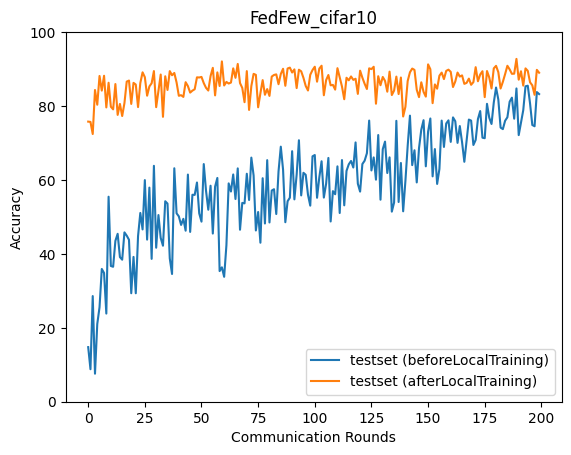 FedFew_cifar10
Accuracy
100
80
60
40
20
0
testset (beforeLocalTraining)
testset (afterLocalTraining)
0 25 50 75 100 125 150 175 200
Communication Rounds